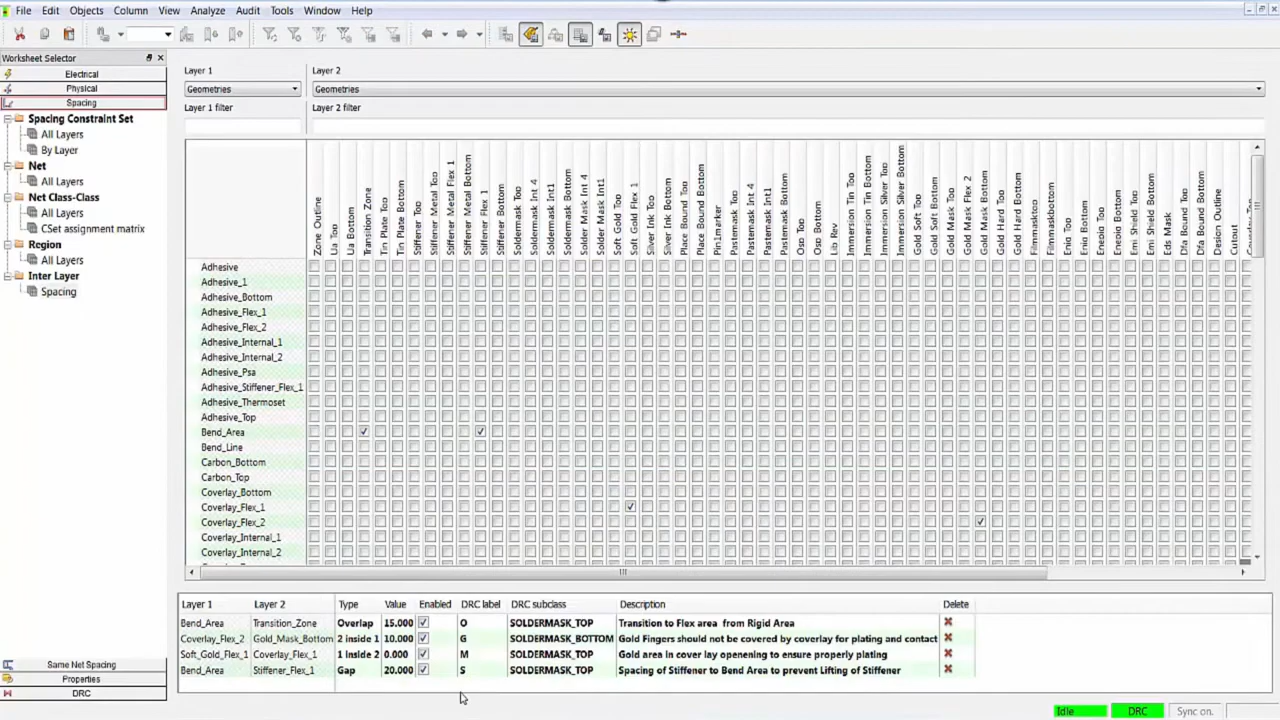 File Edit Objects Column View Analyze Audit Tools Window Help
Worksheet Selector
Electrical
Physical
Spacing
Spacing Constraint Set
All Layers
By Layer
Net
All Layers
Net Class-Class
All Layers
CSet assignment matrix
Region
All Layers
Inter Layer
Spacing
Same Net Spacing
Properties
DRC
Layer 1 Layer 2
Geometries Geometries
Layer 1 filter Layer 2 filter
Zone Outline
Lia Top
Lia Bottom
Transition Zone
Tin Plate Top
Tin Plate Bottom
Stiffener Top
Stiffener Metal Top
Stiffener Metal Flex 1
Stiffener Metal Bottom
Stiffener Flex 1
Stiffener Bottom
Soldermask Top
Soldermask Int 4
Soldermask Int1
Soldermask Bottom
Solder Mask Int 4
Solder Mask Int1
Soft Gold Top
Soft Gold Flex 1
Silver Ink Top
Silver Ink Bottom
Place Bound Top
Place Bound Bottom
Pin1marker
Pastemask Top
Pastemask Int 4
Pastemask Int1
Pastemask Bottom
Osp Top
Osp Bottom
Lib Rev
Immersion Tin Top
Immersion Tin Bottom
Immersion Silver Top
Immersion Silver Bottom
Gold Soft Top
Gold Soft Bottom
Gold Mask Top
Gold Mask Flex 2
Gold Mask Bottom
Gold Hard Top
Gold Hard Bottom
Filmmasktop
Filmmaskbottom
Enig Top
Enig Bottom
Enepig Top
Enepig Bottom
Emi Shield Top
Emi Shield Bottom
Eds Mask
Dfa Bound Top
Dfa Bound Bottom
Design Outline
Cutout
Adhesive
Adhesive_1
Adhesive_Bottom
Adhesive_Flex_1
Adhesive_Flex_2
Adhesive_Internal_1
Adhesive_Internal_2
Adhesive_Psa
Adhesive_Stiffener_Flex_1
Adhesive_Thermoset
Adhesive_Top
Bend_Area
Bend_Line
Carbon_Bottom
Carbon_Top
Coverlay_Bottom
Coverlay_Flex_1
Coverlay_Flex_2
Coverlay_Internal_1
Coverlay_Internal_2
Layer 1 Layer 2 Type Value Enabled DRC label DRC subclass Description Delete
Bend_Area Transition_Zone Overlap 15.000 O SOLDERMASK_TOP Transition to Flex area from Rigid Area
Coverlay_Flex_2 Gold_Mask_Bottom 2 inside 1 10.000 G SOLDERMASK_BOTTOM Gold Fingers should not be covered by coverlay for plating and contact
Soft_Gold_Flex_1 Coverlay_Flex_1 1 inside 2 0.000 M SOLDERMASK_TOP Gold area in cover lay openening to ensure properly plating
Bend_Area Stiffener_Flex_1 Gap 20.000 S SOLDERMASK_TOP Spacing of Stiffener to Bend Area to prevent Lifting of Stiffener
Idle DRC Sync on.